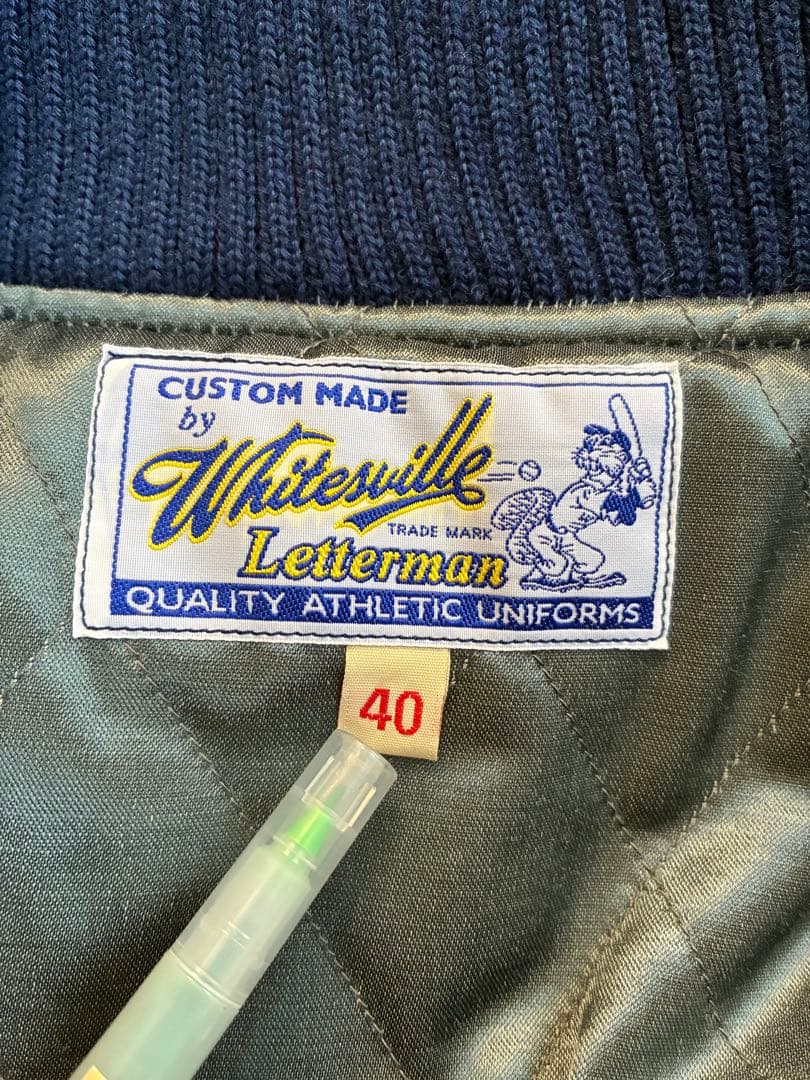 CUSTOM MADE
by
Whitesville
TRADE MARK
Letterman
QUALITY ATHLETIC UNIFORMS
40